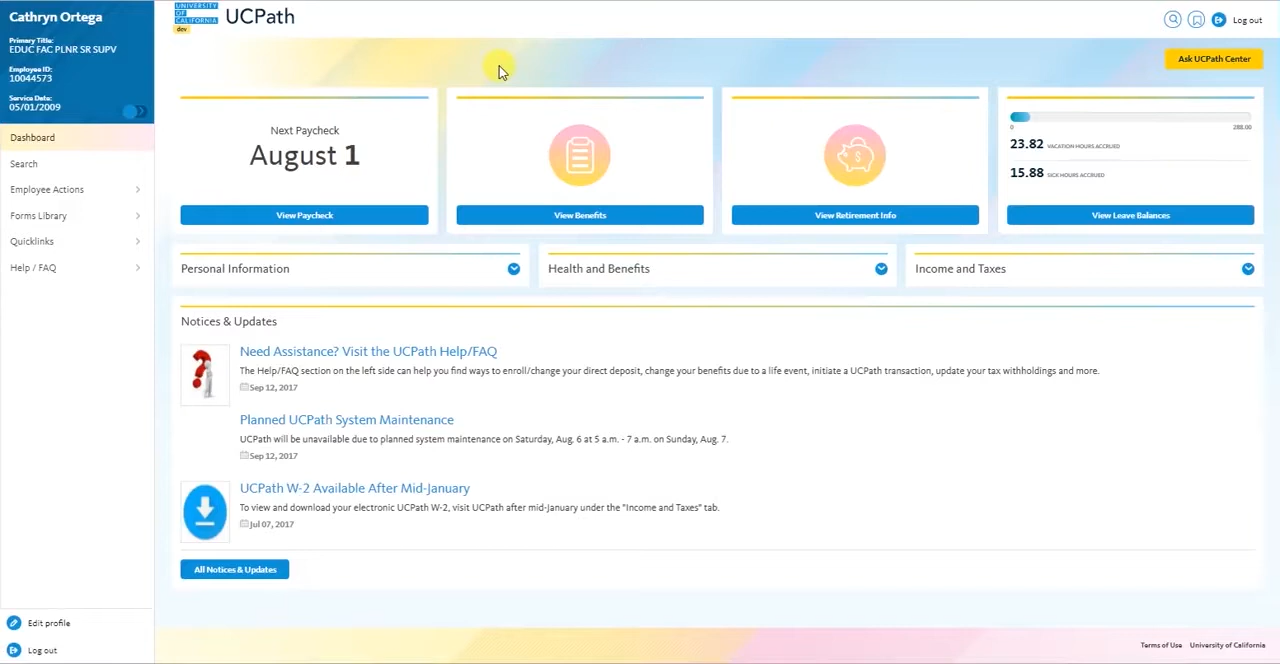 Cathryn Ortega
Primary Title:
EDUC FAC PLNR SR SUPV
Employee ID:
10044573
Service Date:
05/01/2009
Dashboard
Search
Employee Actions
Forms Library
Quicklinks
Help / FAQ
Edit profile
Log out
UNIVERSITY
OF
CALIFORNIA
dev
UCPath
Log out
Ask UCPath Center
Next Paycheck
August 1
View Paycheck
View Benefits
$
View Retirement Info
0 288.00
23.82 VACATION HOURS ACCRUED
15.88 SICK HOURS ACCRUED
View Leave Balances
Personal Information
Health and Benefits
Income and Taxes
Notices & Updates
Need Assistance? Visit the UCPath Help/FAQ
The Help/FAQ section on the left side can help you find ways to enroll/change your direct deposit, change your benefits due to a life event, initiate a UCPath transaction, update your tax withholdings and more.
Sep 12, 2017
Planned UCPath System Maintenance
UCPath will be unavailable due to planned system maintenance on Saturday, Aug. 6 at 5 a.m. - 7 a.m. on Sunday, Aug. 7.
Sep 12, 2017
UCPath W-2 Available After Mid-January
To view and download your electronic UCPath W-2, visit UCPath after mid-January under the "Income and Taxes" tab.
Jul 07, 2017
All Notices & Updates
Terms of Use University of California